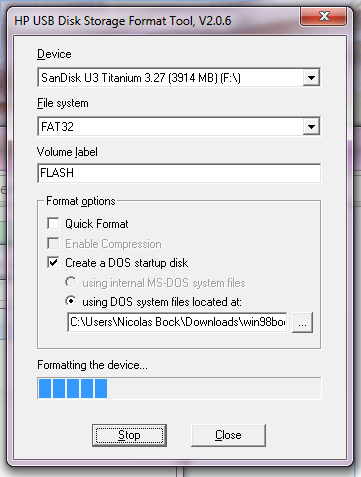 HP USB Disk Storage Format Tool, V2.0.6
Device
SanDisk U3 Titanium 3.27 (3914 MB) (F:\)
File system
FAT32
Volume label
FLASH
Format options
Quick Format
Enable Compression
Create a DOS startup disk
using internal MS-DOS system files
using DOS system files located at:
C:\Users\Nicolas Bock\Downloads\win98boo
...
Formatting the device...
Stop
Close